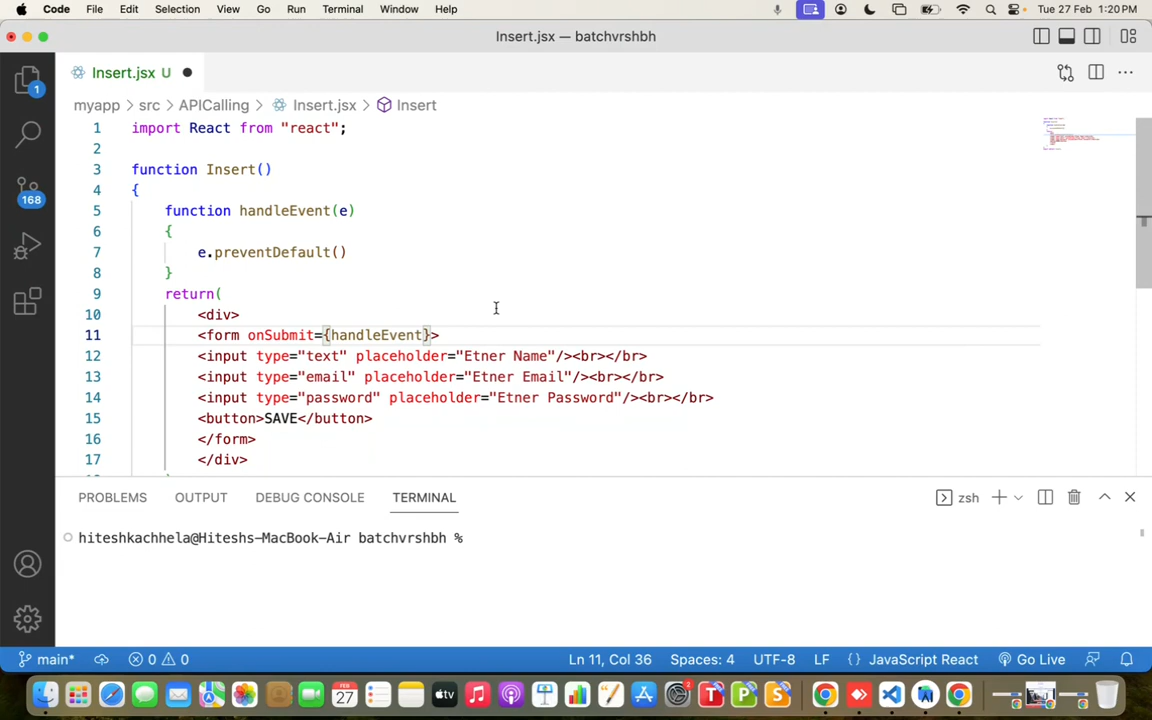 Code File Edit Selection View Go Run Terminal Window Help Tue 27 Feb 1:20 PM
Insert.jsx — batchvrshbh
Insert.jsx U
myapp > src > APICalling > Insert.jsx > Insert
1 import React from "react";
2
3 function Insert()
4 {
5 function handleEvent(e)
6 {
7 e.preventDefault()
8 }
9 return(
10 <div>
11 <form onSubmit={handleEvent}>
12 <input type="text" placeholder="Etner Name"/><br></br>
13 <input type="email" placeholder="Etner Email"/><br></br>
14 <input type="password" placeholder="Etner Password"/><br></br>
15 <button>SAVE</button>
16 </form>
17 </div>
1
168
PROBLEMS OUTPUT DEBUG CONSOLE TERMINAL zsh
hiteshkachhela@Hiteshs-MacBook-Air batchvrshbh %
main* 0 0 Ln 11, Col 36 Spaces: 4 UTF-8 LF {} JavaScript React Go Live
FEB
27
tv
2
T P S